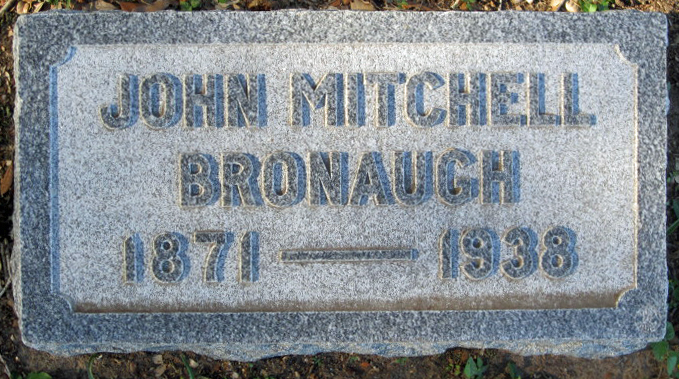 JOHN MITCHELL
BRONAUGH
1871 — 1938